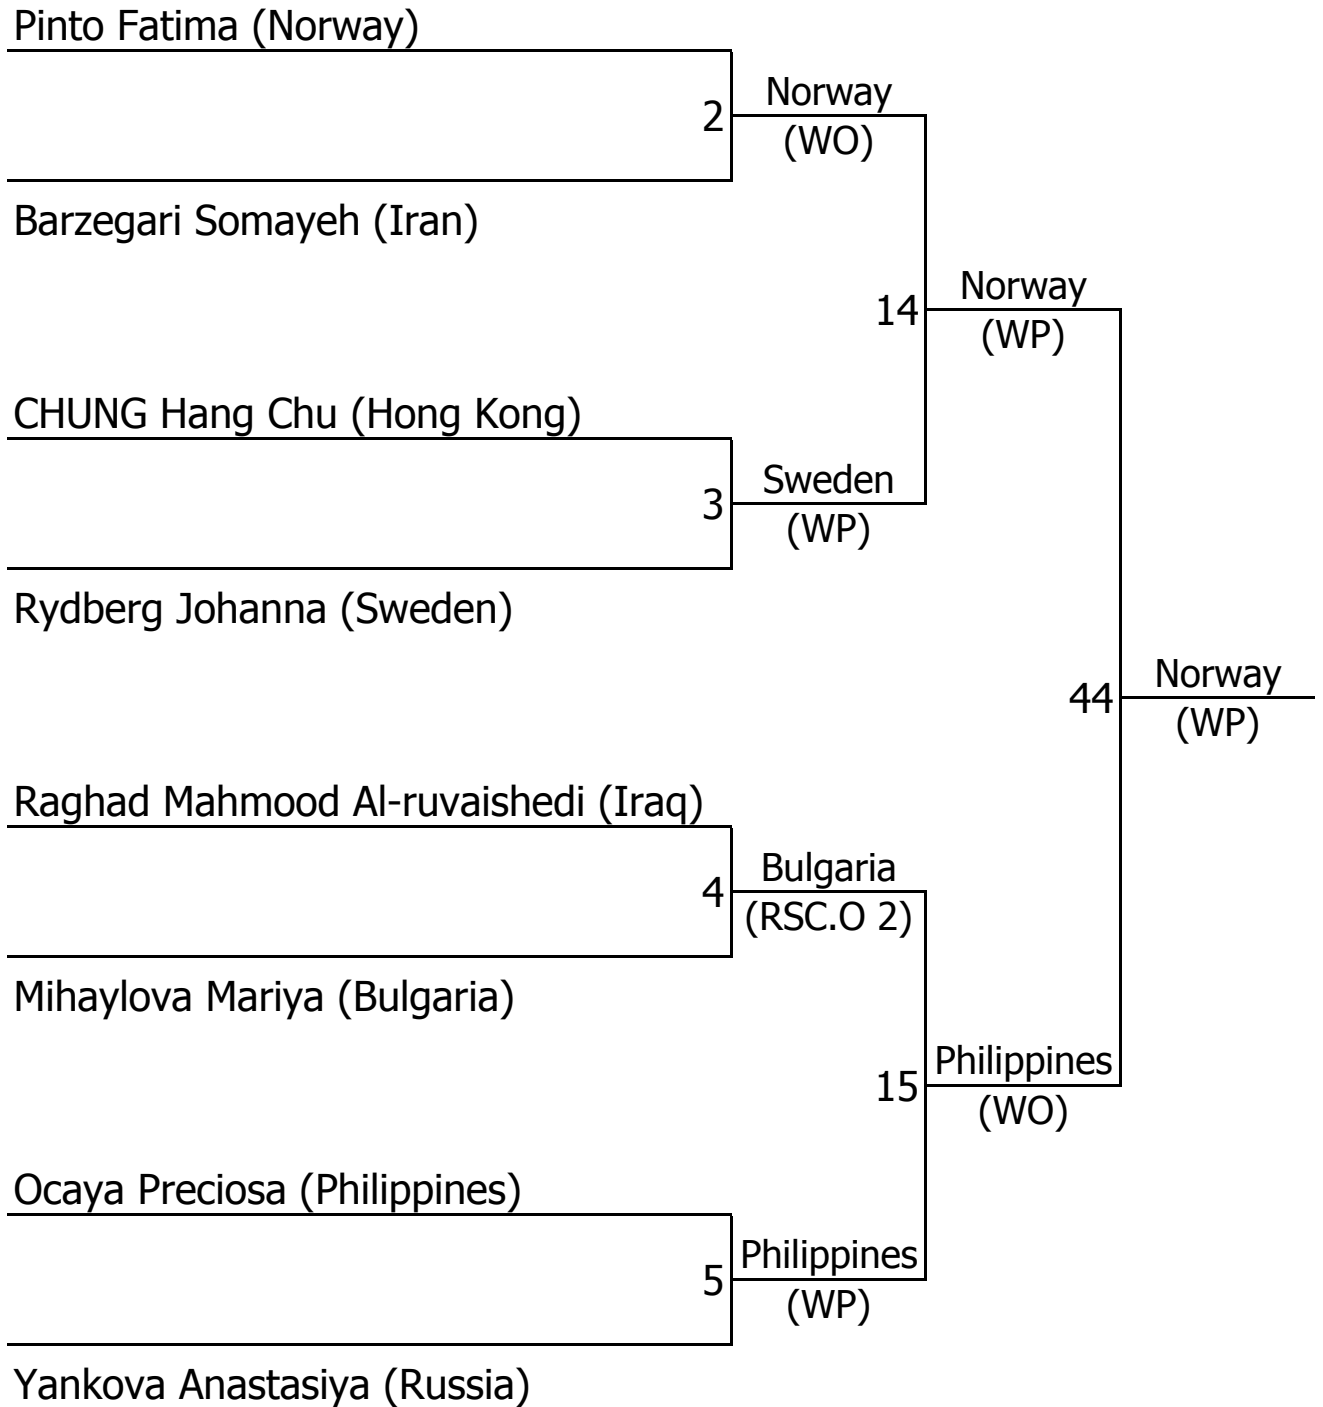 Pinto Fatima (Norway)
2
Norway
(WO)
Barzegari Somayeh (Iran)
14
Norway
(WP)
CHUNG Hang Chu (Hong Kong)
3
Sweden
(WP)
Rydberg Johanna (Sweden)
44
Norway
(WP)
Raghad Mahmood Al-ruvaishedi (Iraq)
4
Bulgaria
(RSC.O 2)
Mihaylova Mariya (Bulgaria)
15
Philippines
(WO)
Ocaya Preciosa (Philippines)
5
Philippines
(WP)
Yankova Anastasiya (Russia)